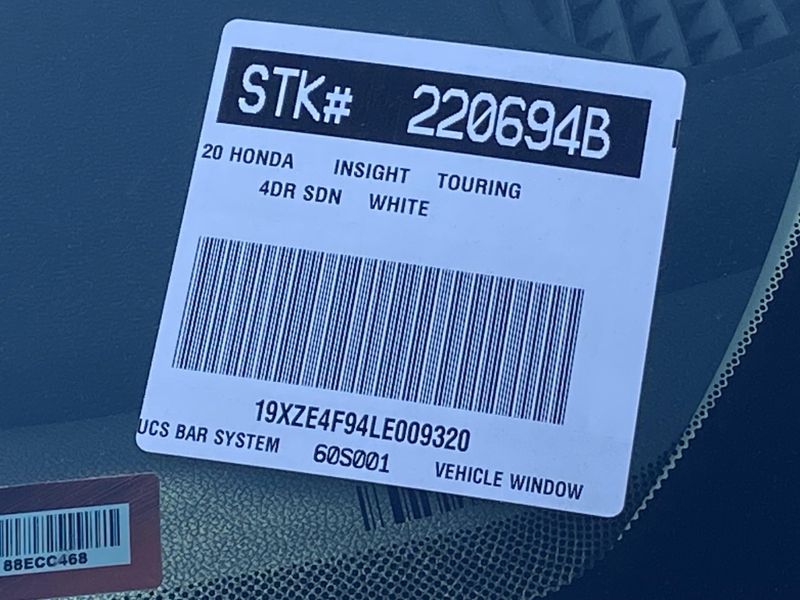 STK# 220694B
20 HONDA INSIGHT TOURING
4DR SDN WHITE
19XZE4F94LE009320
UCS BAR SYSTEM 60S001 VEHICLE WINDOW
88ECC468